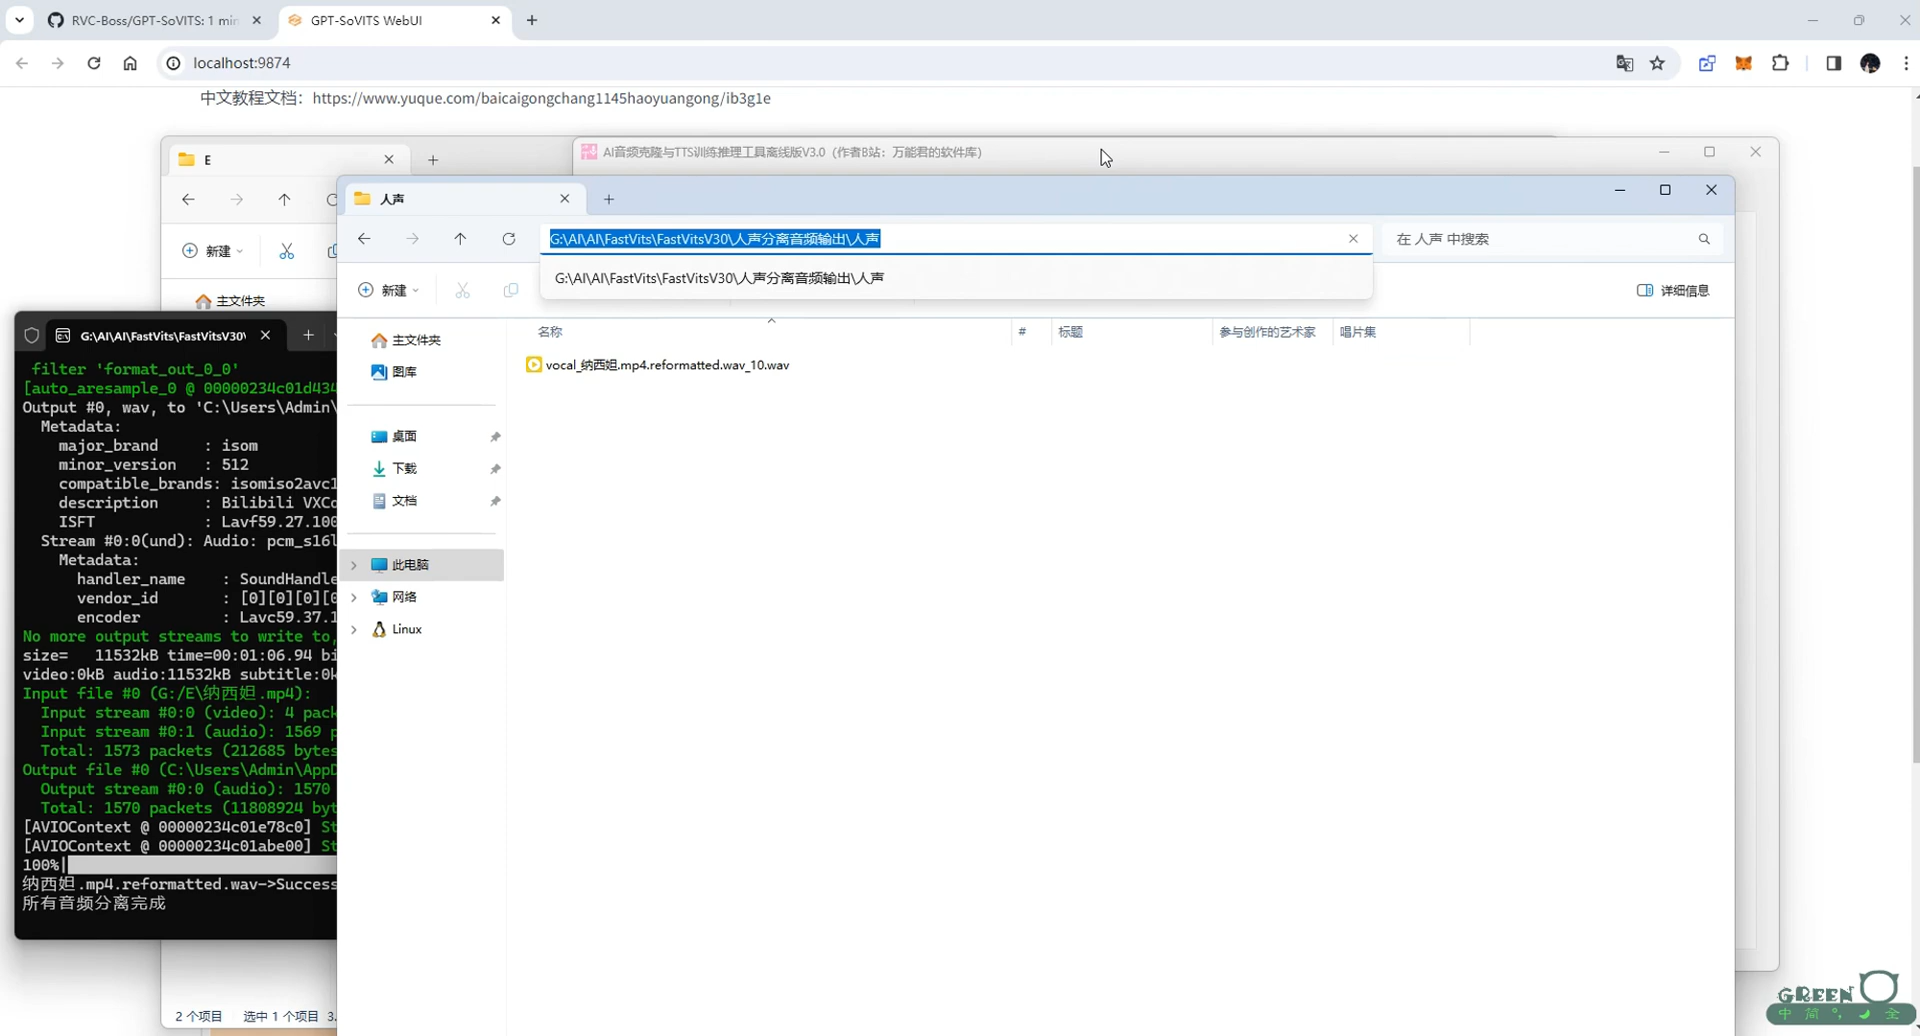 RVC-Boss/GPT-SoVITS: 1 min
GPT-SoVITS WebUI
localhost:9874
中文教程文档：https://www.yuque.com/baicaigongchang1145haoyuangong/ib3g1e
E
AI音频克隆与TTS训练推理工具离线版V3.0（作者B站：万能君的软件库）
人声
G:\AI\AI\FastVits\FastVitsV30\人声分离音频输出\人声
在 人声 中搜索
新建
G:\AI\AI\FastVits\FastVitsV30\人声分离音频输出\人声
新建
详细信息
主文件夹
名称
#
标题
参与创作的艺术家
唱片集
主文件夹
vocal_纳西妲.mp4.reformatted.wav_10.wav
图库
桌面
下载
文档
此电脑
网络
Linux
G:\AI\AI\FastVits\FastVitsV30\
filter 'format_out_0_0'
[auto_aresample_0 @ 00000234c01d434
Output #0, wav, to 'C:\Users\Admin\
Metadata:
major_brand : isom
minor_version : 512
compatible_brands: isomiso2avc1
description : Bilibili VXCo
ISFT : Lavf59.27.100
Stream #0:0(und): Audio: pcm_s16l
Metadata:
handler_name : SoundHandle
vendor_id : [0][0][0][0
encoder : Lavc59.37.1
No more output streams to write to,
size= 11532kB time=00:01:06.94 bi
video:0kB audio:11532kB subtitle:0k
Input file #0 (G:/E\纳西妲.mp4):
Input stream #0:0 (video): 4 pack
Input stream #0:1 (audio): 1569 p
Total: 1573 packets (212685 bytes
Output file #0 (C:\Users\Admin\AppD
Output stream #0:0 (audio): 1570
Total: 1570 packets (11808924 byt
[AVIOContext @ 00000234c01e78c0] St
[AVIOContext @ 00000234c01abe00] St
100%|
纳西妲.mp4.reformatted.wav->Success
所有音频分离完成
2 个项目
选中 1 个项目
3.
GREEN
中 简 °, 全